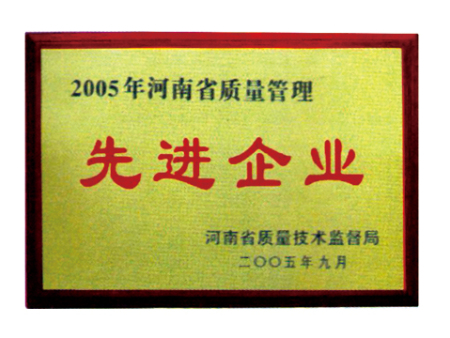 2005年河南省质量管理
先进企业
河南省质量技术监督局
二〇〇五年九月